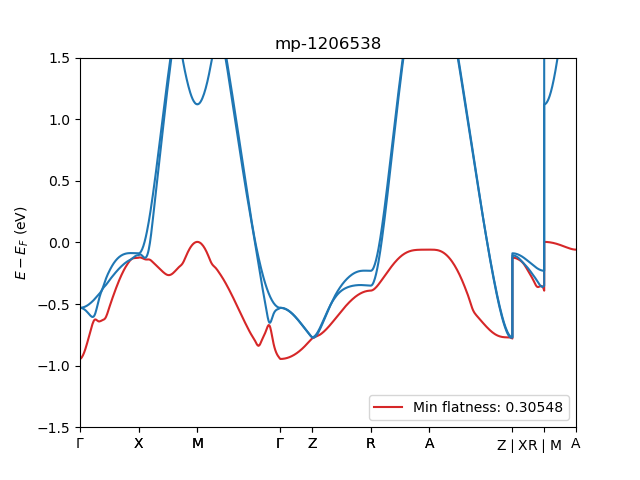 mp-1206538
E − E_F (eV)
1.5
1.0
0.5
0.0
−0.5
−1.0
−1.5
Min flatness: 0.30548
Γ X M Γ Z R A Z | XR | M A